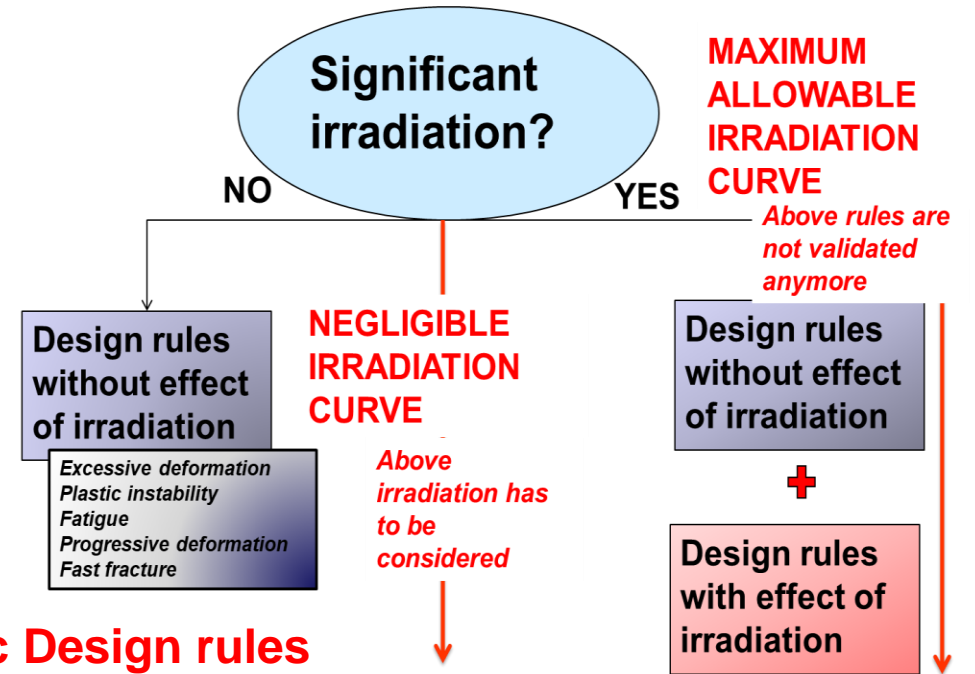 Significant
irradiation?
NO
YES
MAXIMUM
ALLOWABLE
IRRADIATION
CURVE
Above rules are
not validated
anymore
Design rules
without effect
of irradiation
Excessive deformation
Plastic instability
Fatigue
Progressive deformation
Fast fracture
NEGLIGIBLE
IRRADIATION
CURVE
Above
irradiation has
to be
considered
Design rules
without effect
of irradiation
+
Design rules
with effect of
irradiation
c Design rules